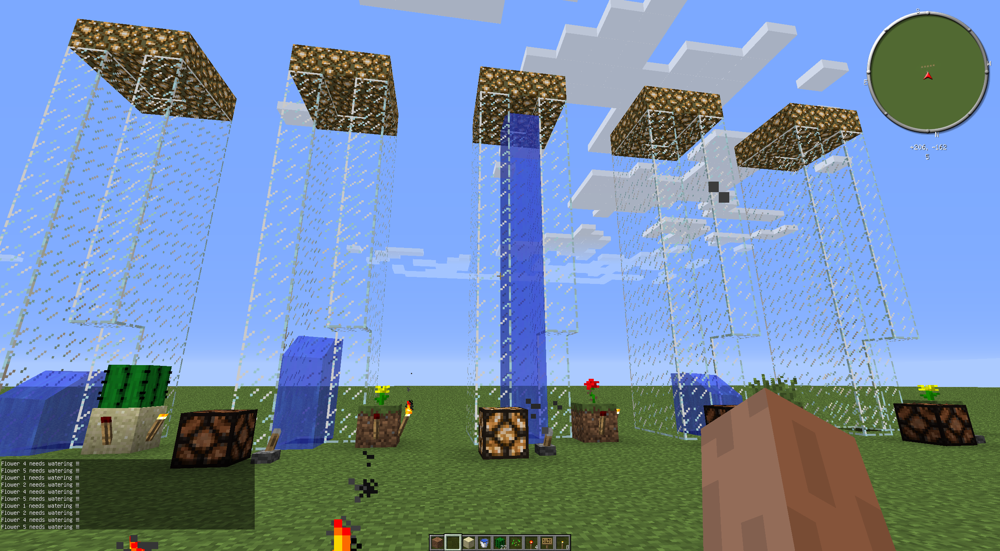 S
W
E
N
+206, -162
5
Flower 4 needs watering !!!
Flower 5 needs watering !!!
Flower 1 needs watering !!!
Flower 2 needs watering !!!
Flower 4 needs watering !!!
Flower 5 needs watering !!!
Flower 1 needs watering !!!
Flower 2 needs watering !!!
Flower 4 needs watering !!!
Flower 5 needs watering !!!
22 4 8